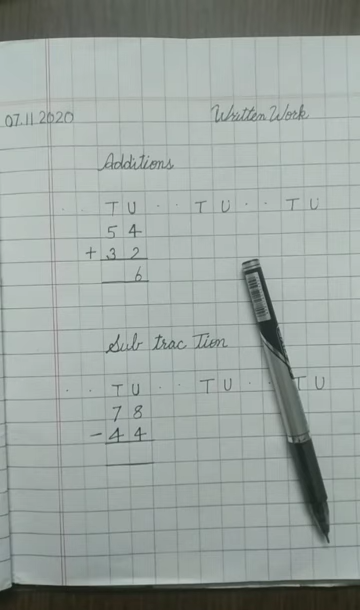 07.11.2020 Written Work
Additions
T U T U T U
5 4
+ 3 2
6
Sub trac Tion
T U T U T U
7 8
- 4 4